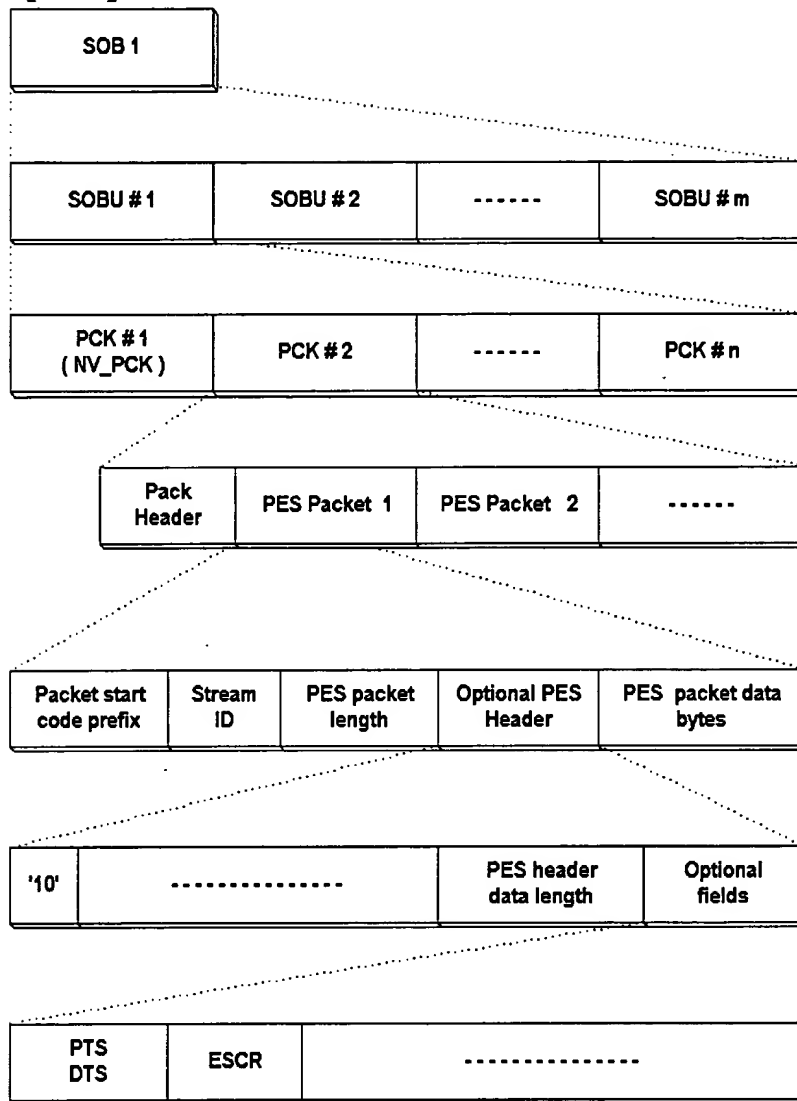 SOB 1
SOBU # 1 SOBU # 2 ------ SOBU # m
PCK # 1
( NV_PCK ) PCK # 2 ------ PCK # n
Pack
Header PES Packet 1 PES Packet 2 ------
Packet start
code prefix Stream
ID PES packet
length Optional PES
Header PES packet data
bytes
'10' --------------- PES header
data length Optional
fields
PTS
DTS ESCR ---------------